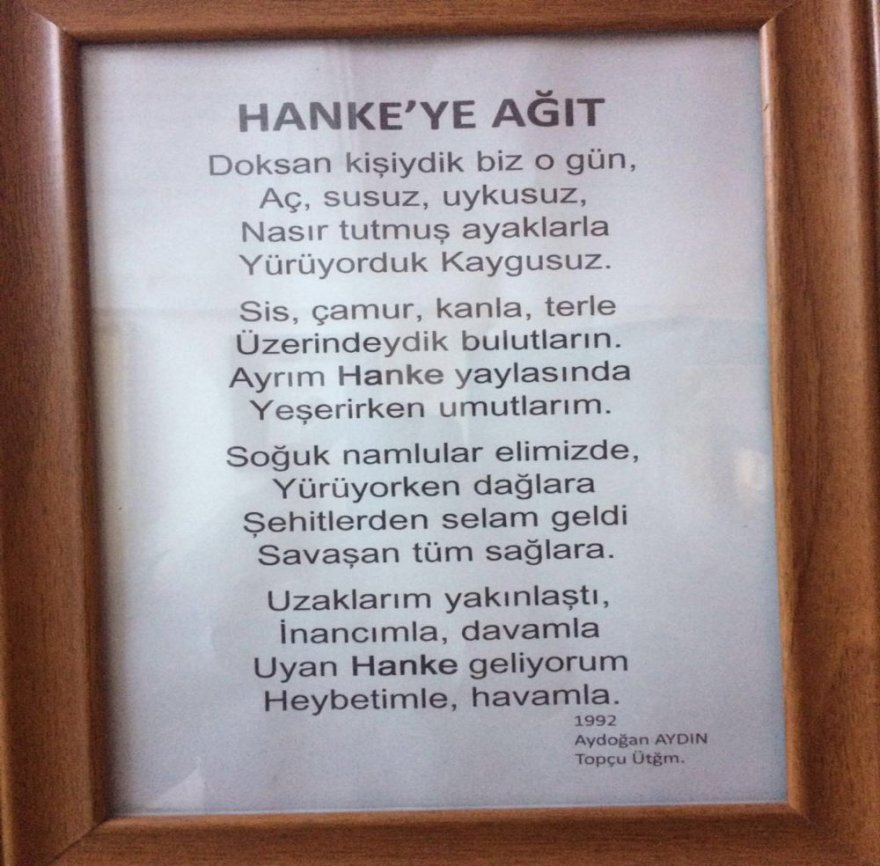 HANKE'YE AĞIT
Doksan kişiydik biz o gün,
Aç, susuz, uykusuz,
Nasır tutmuş ayaklarla
Yürüyorduk Kaygusuz.
Sis, çamur, kanla, terle
Üzerindeydik bulutların.
Ayrım Hanke yaylasında
Yeşerirken umutlarım.
Soğuk namlular elimizde,
Yürüyorken dağlara
Şehitlerden selam geldi
Savaşan tüm sağlara.
Uzaklarım yakınlaştı,
İnancımla, davamla
Uyan Hanke geliyorum
Heybetimle, havamla.
1992
Aydoğan AYDIN
Topçu Ütğm.